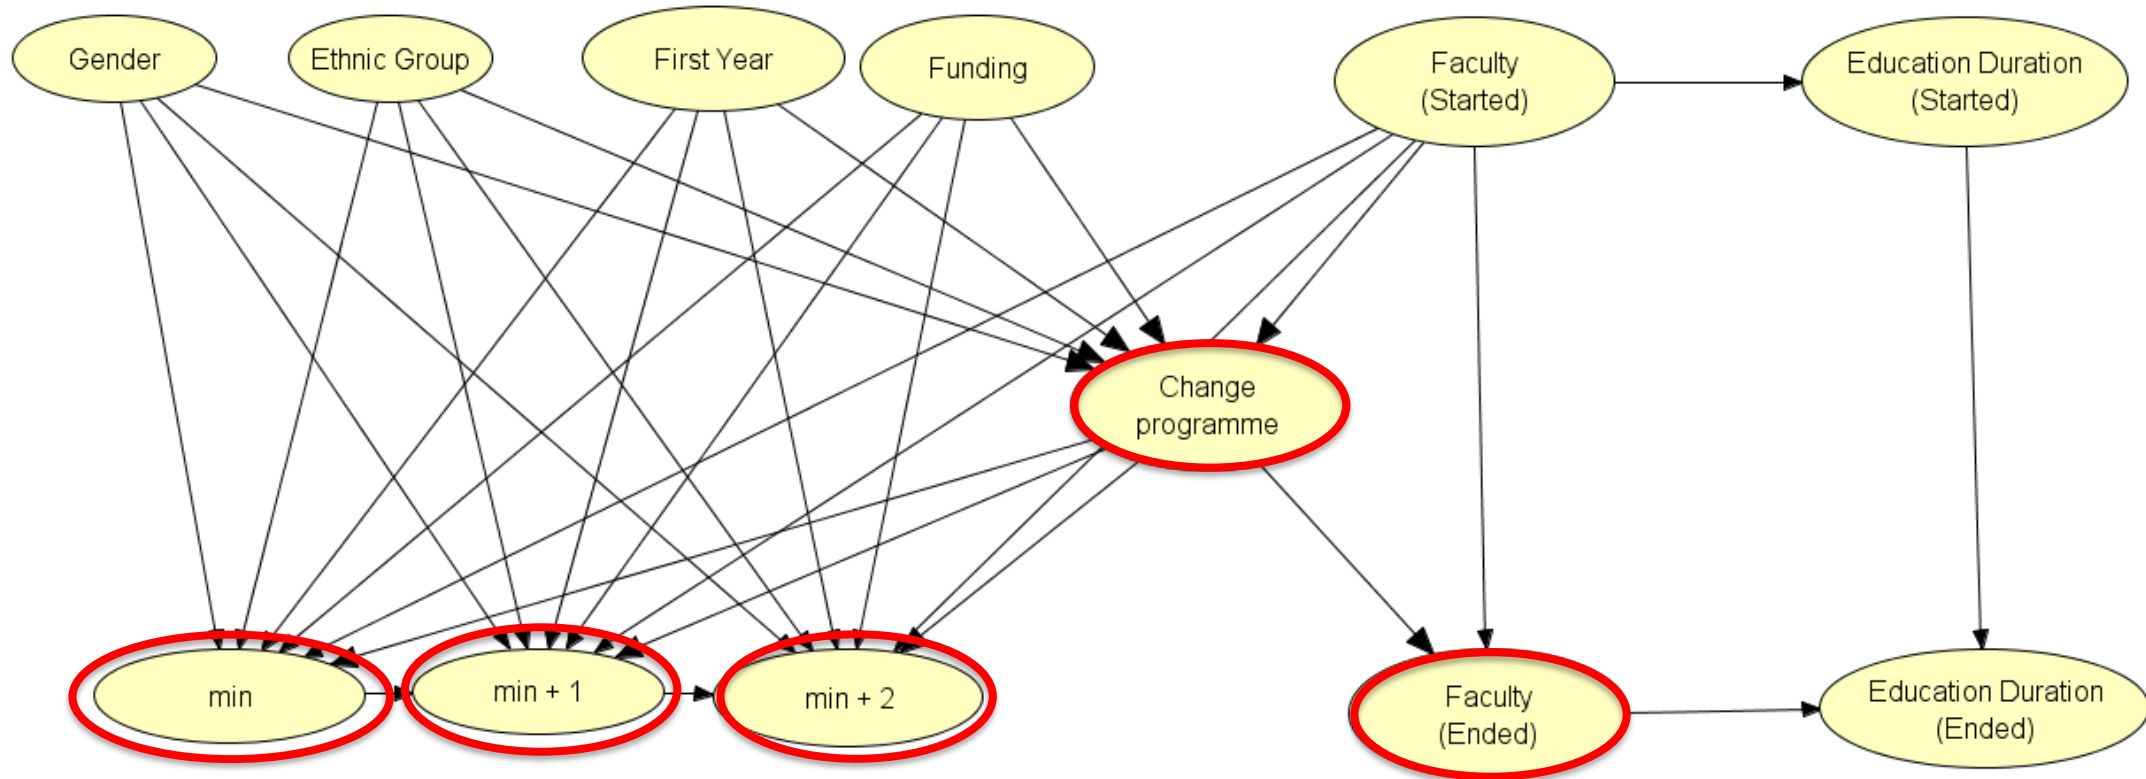 Gender
Ethnic Group
First Year
Funding
Faculty
(Started)
Education Duration
(Started)
Change
programme
min
min + 1
min + 2
Faculty
(Ended)
Education Duration
(Ended)